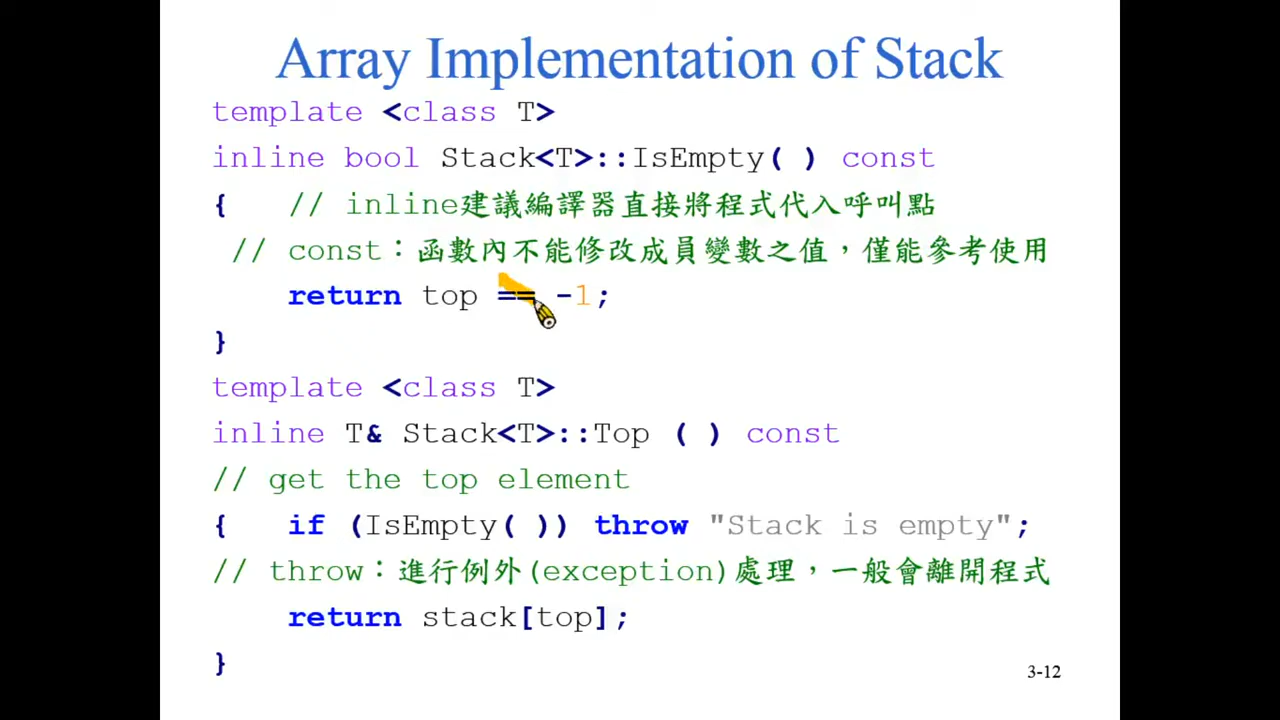 Array Implementation of Stack
template <class T>
inline bool Stack<T>::IsEmpty( ) const
{ // inline建議編譯器直接將程式代入呼叫點
// const：函數內不能修改成員變數之值，僅能參考使用
return top == -1;
}
template <class T>
inline T& Stack<T>::Top ( ) const
// get the top element
{ if (IsEmpty( )) throw "Stack is empty";
// throw：進行例外(exception)處理，一般會離開程式
return stack[top];
}
3-12